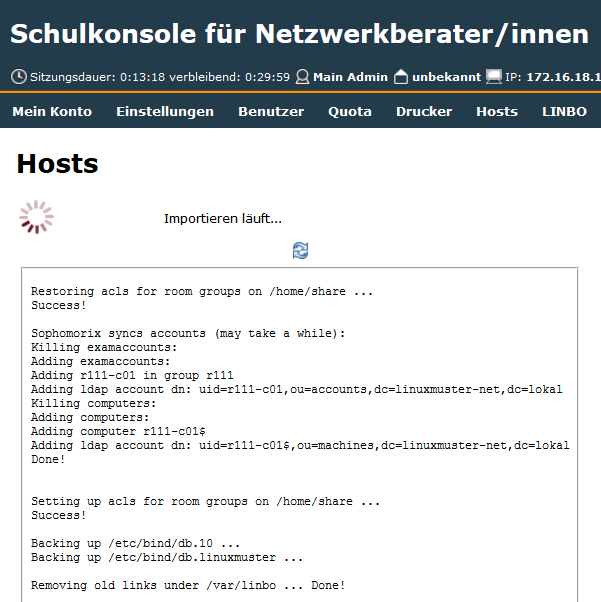 Schulkonsole für Netzwerkberater/innen
Sitzungsdauer: 0:13:18 verbleibend: 0:29:59 Main Admin unbekannt IP: 172.16.18.1
Mein Konto Einstellungen Benutzer Quota Drucker Hosts LINBO
Hosts
Importieren läuft...
Restoring acls for room groups on /home/share ...
Success!
Sophomorix syncs accounts (may take a while):
Killing examaccounts:
Adding examaccounts:
Adding r111-c01 in group r111
Adding ldap account dn: uid=r111-c01,ou=accounts,dc=linuxmuster-net,dc=lokal
Killing computers:
Adding computers:
Adding computer r111-c01$
Adding ldap account dn: uid=r111-c01$,ou=machines,dc=linuxmuster-net,dc=lokal
Done!
Setting up acls for room groups on /home/share ...
Success!
Backing up /etc/bind/db.10 ...
Backing up /etc/bind/db.linuxmuster ...
Removing old links under /var/linbo ... Done!